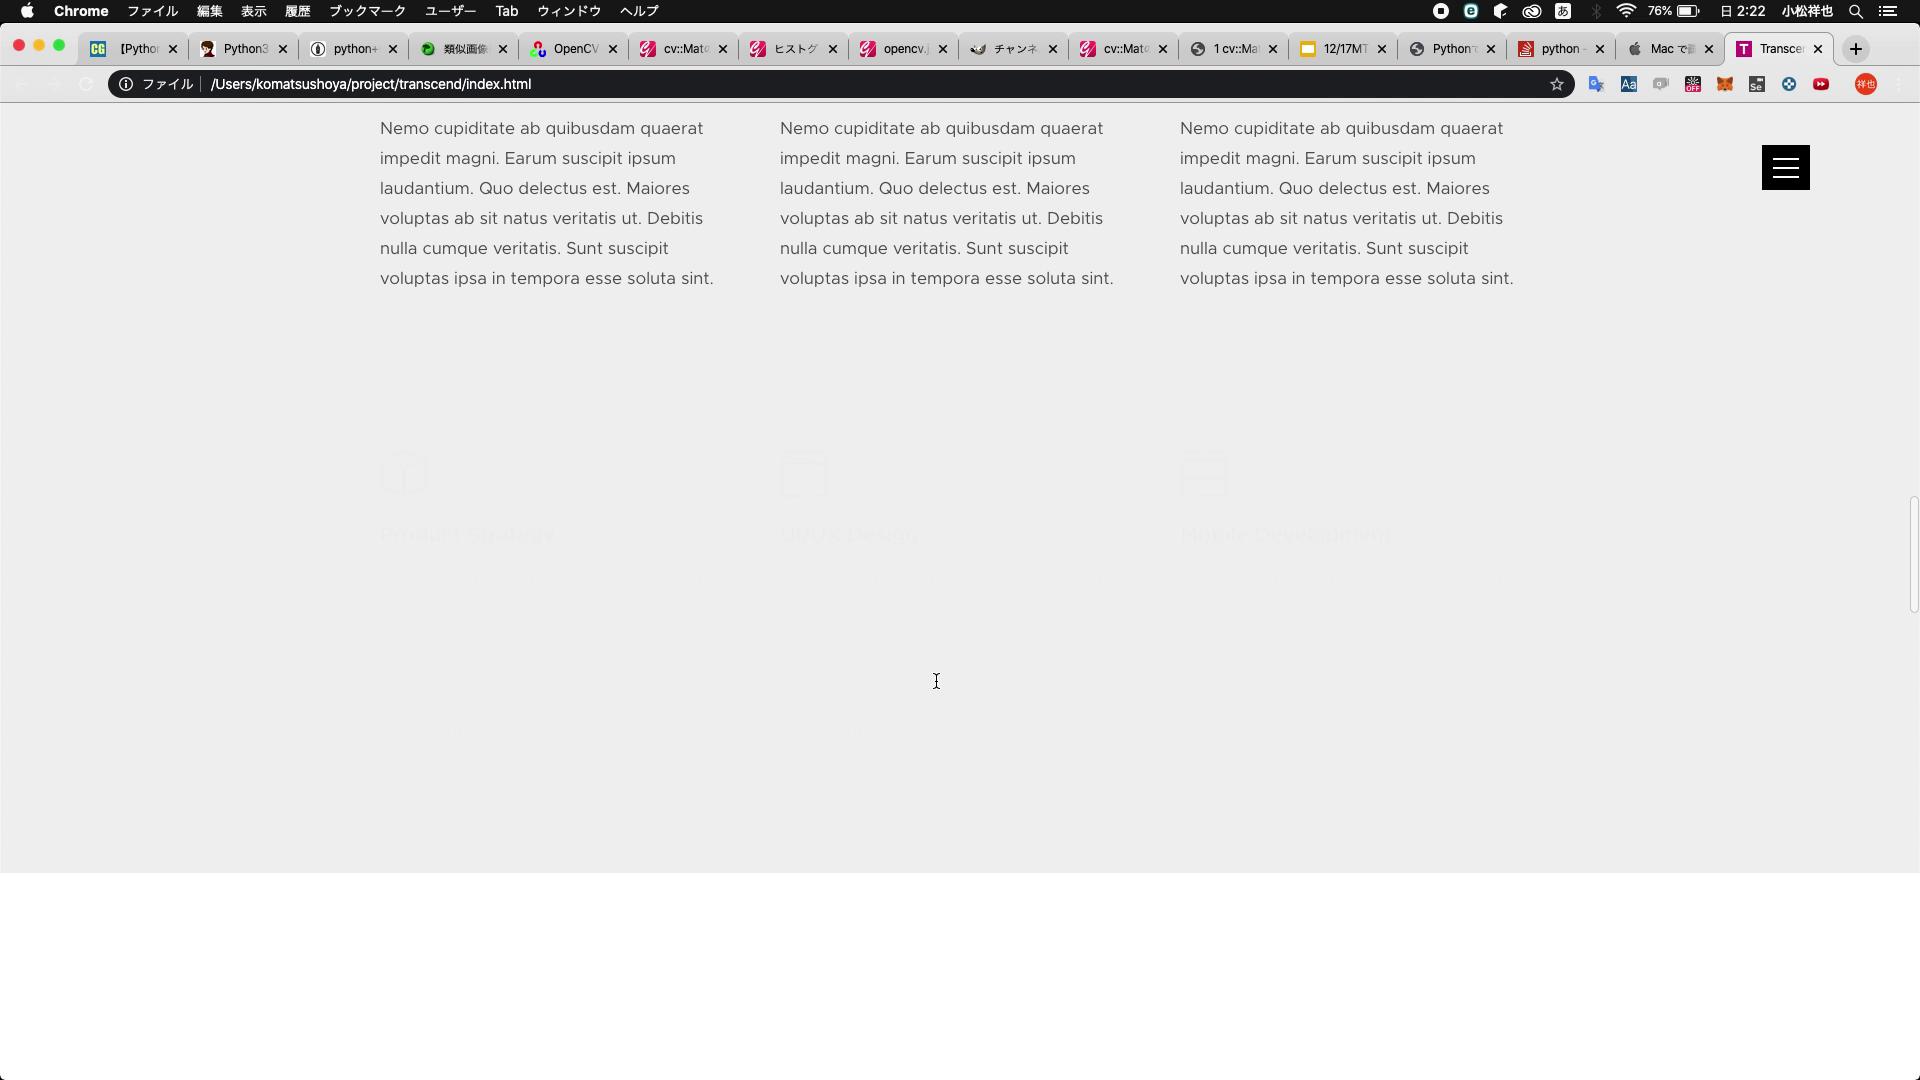 Chrome ファイル 編集 表示 履歴 ブックマーク ユーザー Tab ウィンドウ ヘルプ あ 76% 日 2:22 小松祥也
【Pytho Python3 python+ 類似画像 OpenCV cv::Mat ヒストグ opencv. チャンネ cv::Mat 1 cv::Ma 12/17MT Python python - Mac で Transce
ファイル /Users/komatsushoya/project/transcend/index.html Aa OFF Se 祥也
Nemo cupiditate ab quibusdam quaerat
impedit magni. Earum suscipit ipsum
laudantium. Quo delectus est. Maiores
voluptas ab sit natus veritatis ut. Debitis
nulla cumque veritatis. Sunt suscipit
voluptas ipsa in tempora esse soluta sint.
Nemo cupiditate ab quibusdam quaerat
impedit magni. Earum suscipit ipsum
laudantium. Quo delectus est. Maiores
voluptas ab sit natus veritatis ut. Debitis
nulla cumque veritatis. Sunt suscipit
voluptas ipsa in tempora esse soluta sint.
Nemo cupiditate ab quibusdam quaerat
impedit magni. Earum suscipit ipsum
laudantium. Quo delectus est. Maiores
voluptas ab sit natus veritatis ut. Debitis
nulla cumque veritatis. Sunt suscipit
voluptas ipsa in tempora esse soluta sint.
Product Strategy
UI/UX Design
Mobile Development